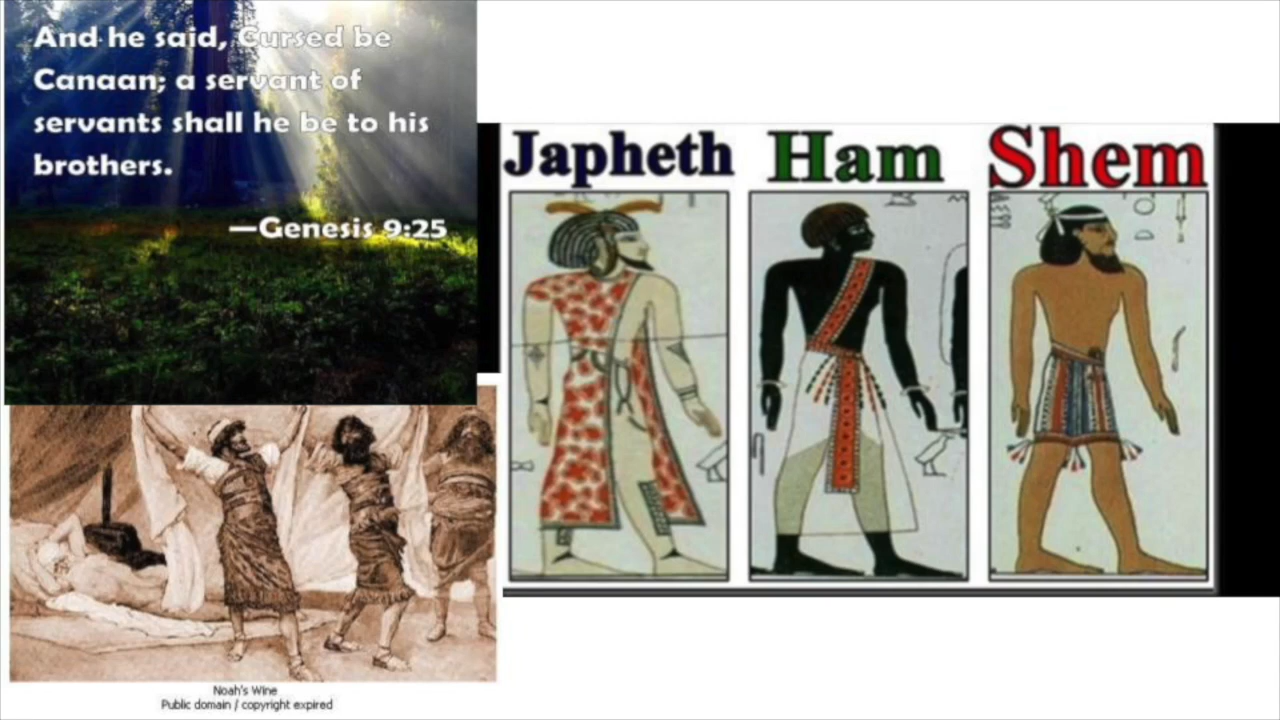 And he said, Cursed be
Canaan; a servant of
servants shall he be to his
brothers.
—Genesis 9:25
Japheth Ham Shem
Noah's Wine
Public domain / copyright expired